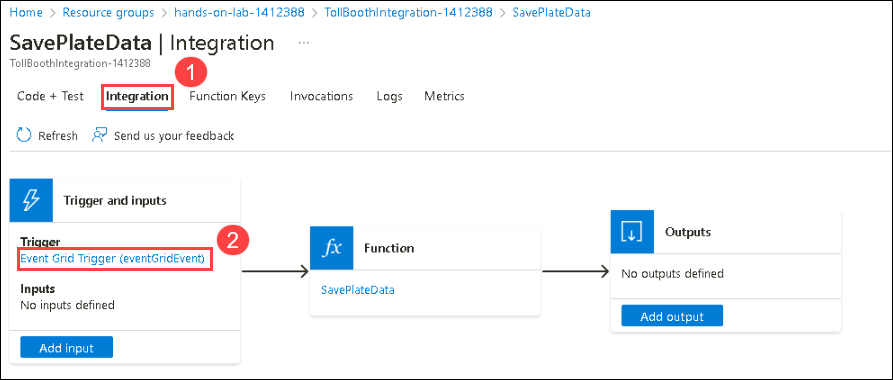 Home > Resource groups > hands-on-lab-1412388 > TollBoothIntegration-1412388 > SavePlateData
SavePlateData | Integration ...
TollBoothIntegration-1412388
1
Code + Test Integration Function Keys Invocations Logs Metrics
Refresh Send us your feedback
Trigger and inputs
Trigger
2
Event Grid Trigger (eventGridEvent)
Inputs
No inputs defined
Add input
fx Function
SavePlateData
Outputs
No outputs defined
Add output